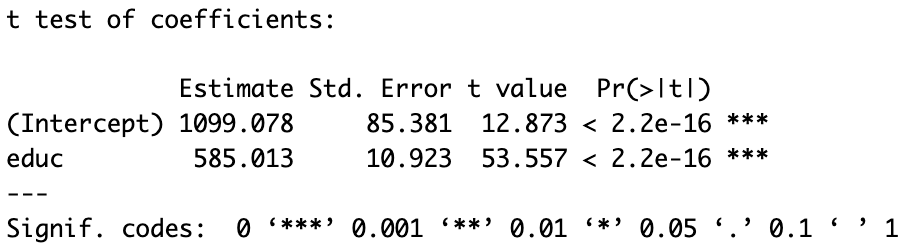 t test of coefficients:
Estimate Std. Error t value Pr(>|t|)
(Intercept) 1099.078 85.381 12.873 < 2.2e-16 ***
educ 585.013 10.923 53.557 < 2.2e-16 ***
---
Signif. codes: 0 ‘***’ 0.001 ‘**’ 0.01 ‘*’ 0.05 ‘.’ 0.1 ‘ ’ 1